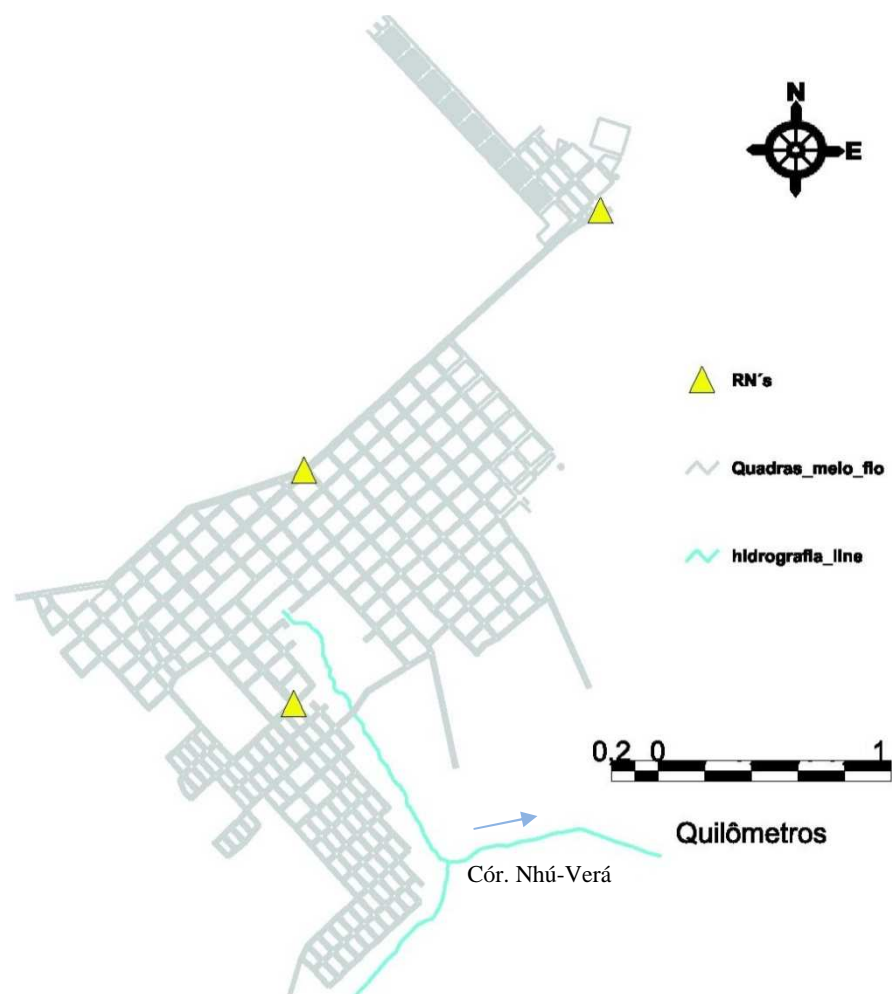 N
E
RN´s
Quadras_meio_fio
hidrografia_line
0.2 0 1
Quilômetros
Cór. Nhú-Verá